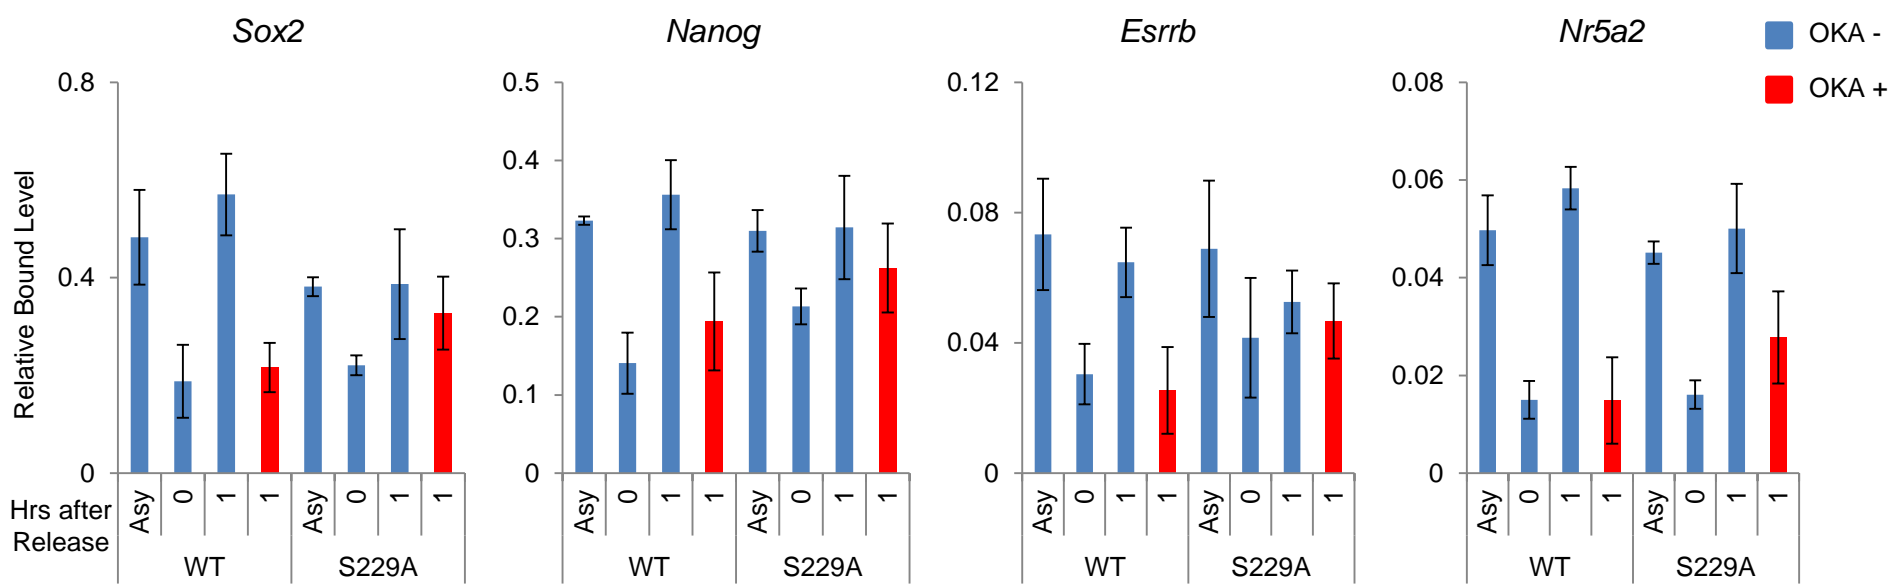 Sox2
Nanog
Esrrb
Nr5a2
OKA -
OKA +
Relative Bound Level
0.8
0.4
0
0.5
0.4
0.3
0.2
0.1
0
0.12
0.08
0.04
0
0.08
0.06
0.04
0.02
0
Hrs after
Release
Asy 0 1 1 Asy 0 1 1
WT S229A
Asy 0 1 1 Asy 0 1 1
WT S229A
Asy 0 1 1 Asy 0 1 1
WT S229A
Asy 0 1 1 Asy 0 1 1
WT S229A